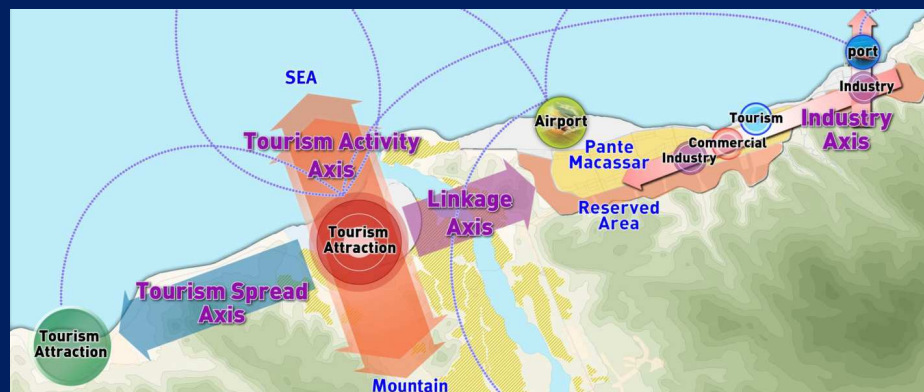 SEA
port
Industry
Tourism
Industry
Axis
Airport
Commercial
Tourism Activity
Axis
Pante
Macassar
Industry
Linkage
Axis
Reserved
Area
Tourism
Attraction
Tourism Spread
Axis
Tourism
Attraction
Mountain